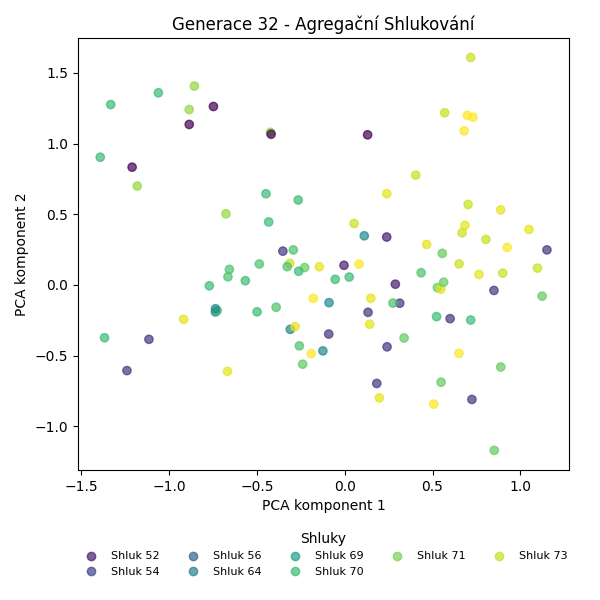 Generace 32 - Agregační Shlukování
1.5
1.0
0.5
0.0
−0.5
−1.0
PCA komponent 2
−1.5 −1.0 −0.5 0.0 0.5 1.0
PCA komponent 1
Shluky
Shluk 52 Shluk 56 Shluk 69 Shluk 71 Shluk 73
Shluk 54 Shluk 64 Shluk 70